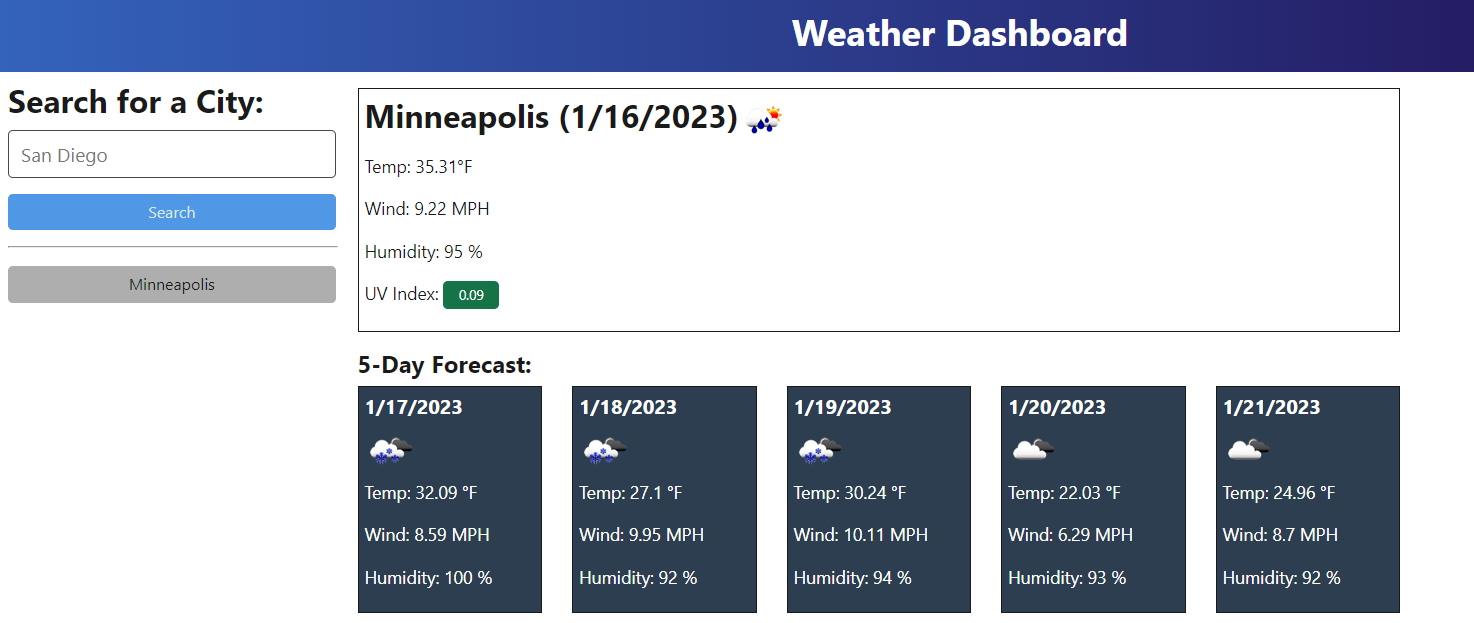 Weather Dashboard
Search for a City:
San Diego
Search
Minneapolis
Minneapolis (1/16/2023)
Temp: 35.31°F
Wind: 9.22 MPH
Humidity: 95 %
UV Index: 0.09
5-Day Forecast:
1/17/2023
Temp: 32.09 °F
Wind: 8.59 MPH
Humidity: 100 %
1/18/2023
Temp: 27.1 °F
Wind: 9.95 MPH
Humidity: 92 %
1/19/2023
Temp: 30.24 °F
Wind: 10.11 MPH
Humidity: 94 %
1/20/2023
Temp: 22.03 °F
Wind: 6.29 MPH
Humidity: 93 %
1/21/2023
Temp: 24.96 °F
Wind: 8.7 MPH
Humidity: 92 %